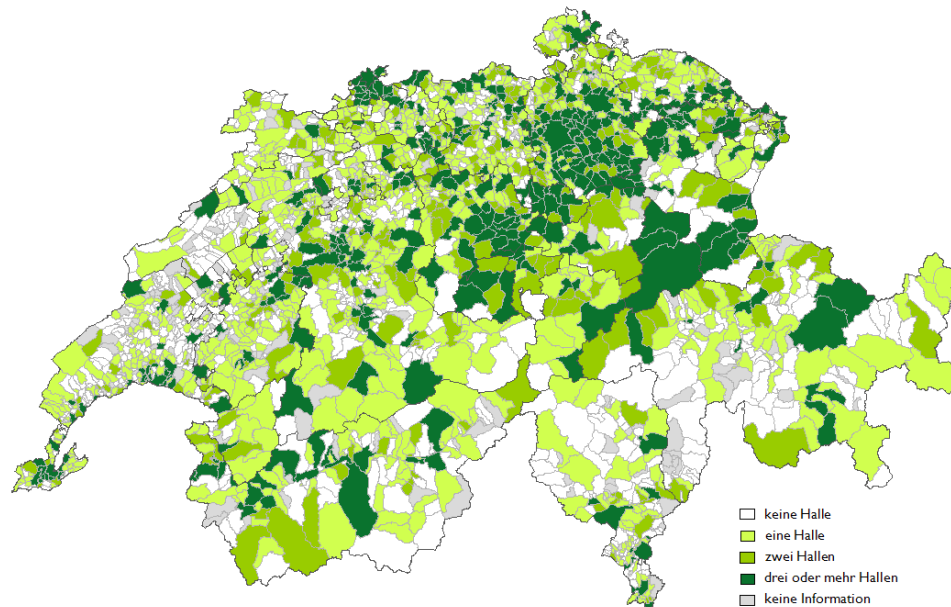 keine Halle
eine Halle
zwei Hallen
drei oder mehr Hallen
keine Information